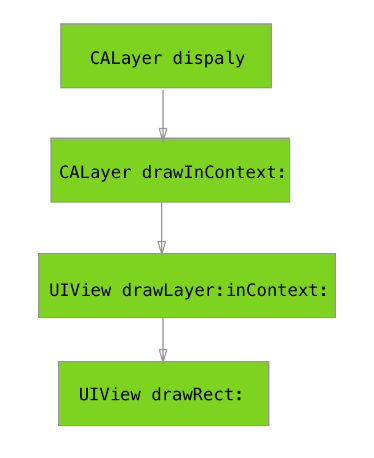 CALayer dispaly
CALayer drawInContext:
UIView drawLayer:inContext:
UIView drawRect: